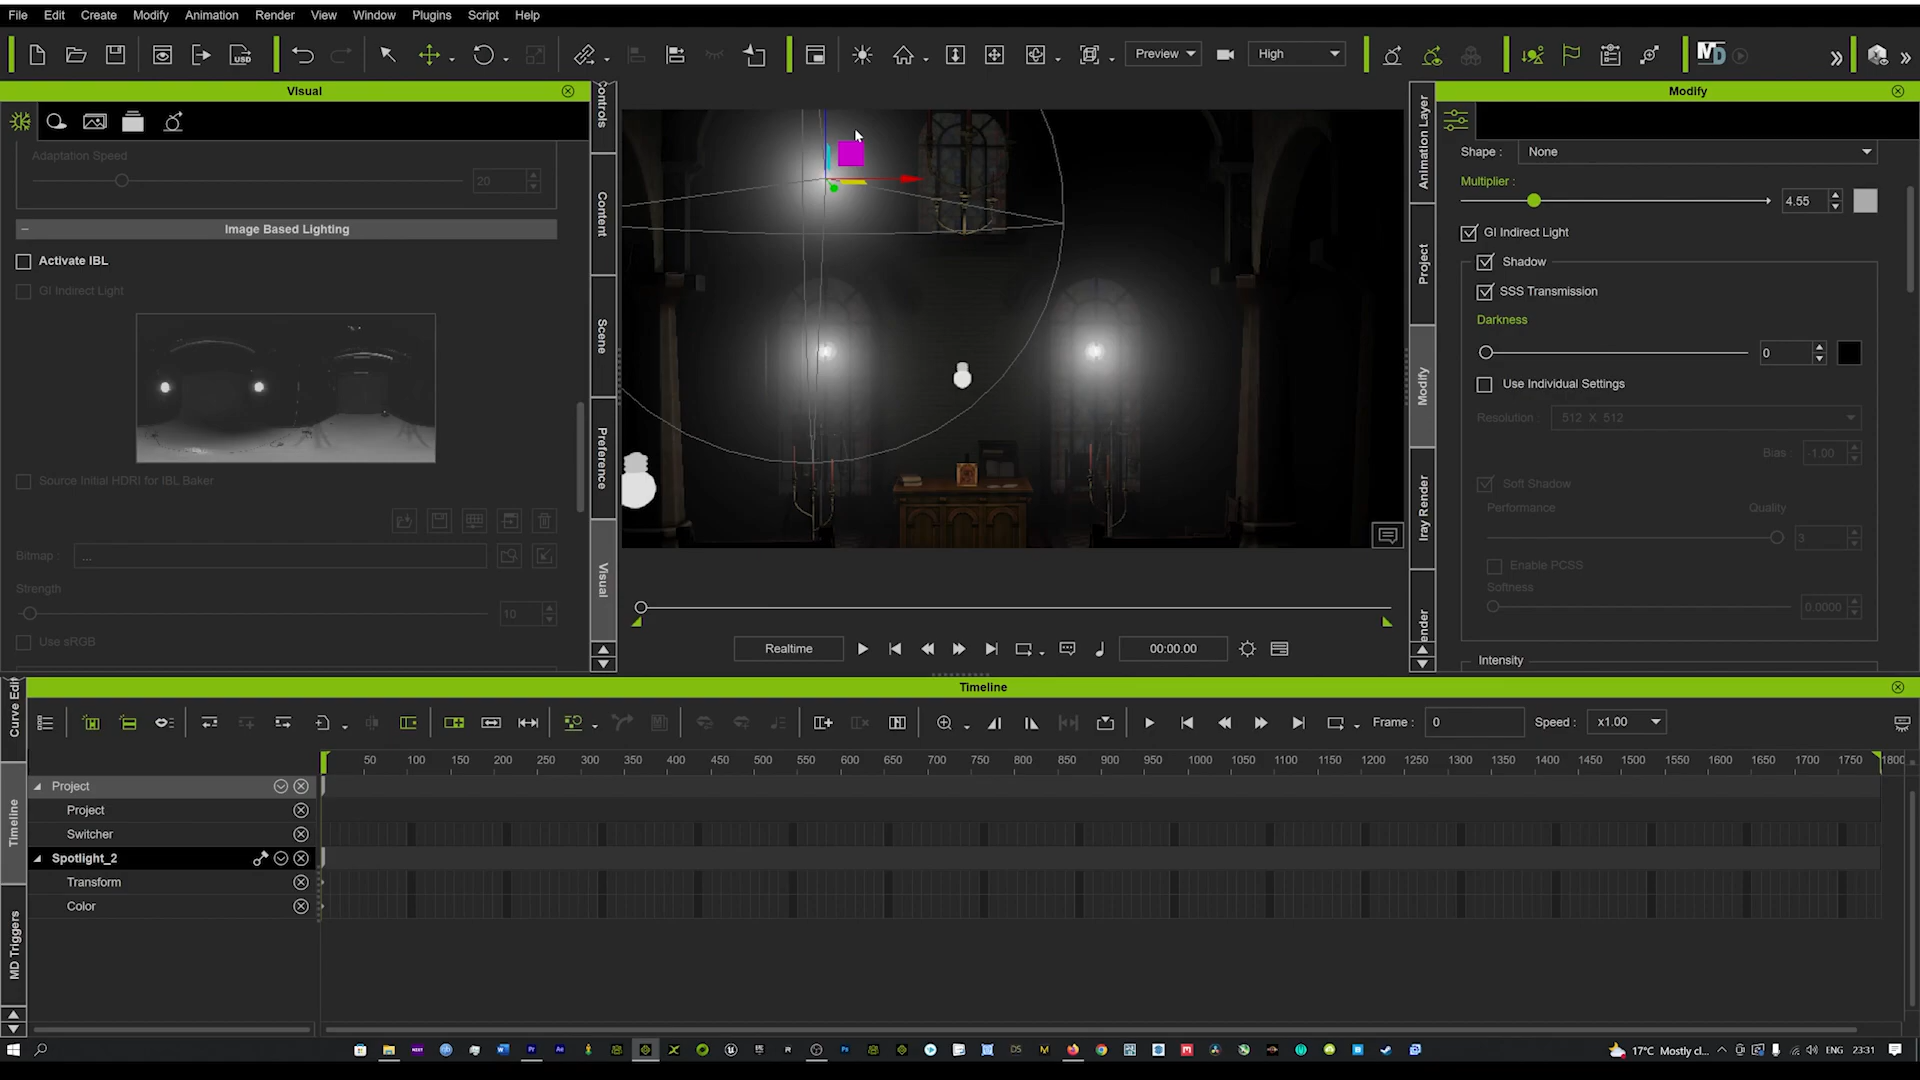 File Edit Create Modify Animation Render View Window Plugins Script Help
USD
Preview High MD
Visual
Adaptation Speed
20
Image Based Lighting
Activate IBL
GI Indirect Light
Source Initial HDRI for IBL Baker
Bitmap : ...
Strength
10
Use sRGB
Content
Scene
Preference
Visual
Realtime 00:00.00
Animation Layer
Project
Modify
Iray Render
Modify
Shape : None
Multiplier :
4.55
GI Indirect Light
Shadow
SSS Transmission
Darkness
0
Use Individual Settings
Resolution : 512 X 512
Bias : -1.00
Soft Shadow
Performance Quality
3
Enable PCSS
Softness
0.0000
Intensity
Timeline
Frame : 0 Speed : x1.00
50 100 150 200 250 300 350 400 450 500 550 600 650 700 750 800 850 900 950 1000 1050 1100 1150 1200 1250 1300 1350 1400 1450 1500 1550 1600 1650 1700 1750 1800
Project
Project
Switcher
Spotlight_2
Transform
Color
Timeline
MD Triggers
17°C Mostly cl... ENG 23:31